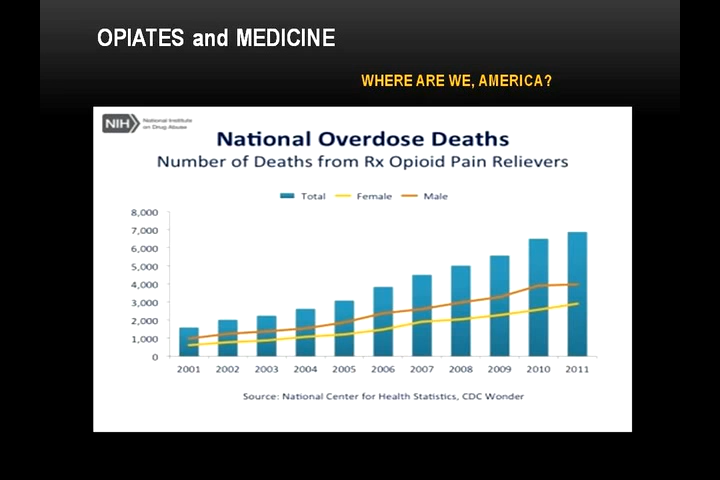 OPIATES and MEDICINE
WHERE ARE WE, AMERICA?
NIH National Institute
on Drug Abuse
National Overdose Deaths
Number of Deaths from Rx Opioid Pain Relievers
Total Female Male
8,000
7,000
6,000
5,000
4,000
3,000
2,000
1,000
0
2001 2002 2003 2004 2005 2006 2007 2008 2009 2010 2011
Source: National Center for Health Statistics, CDC Wonder